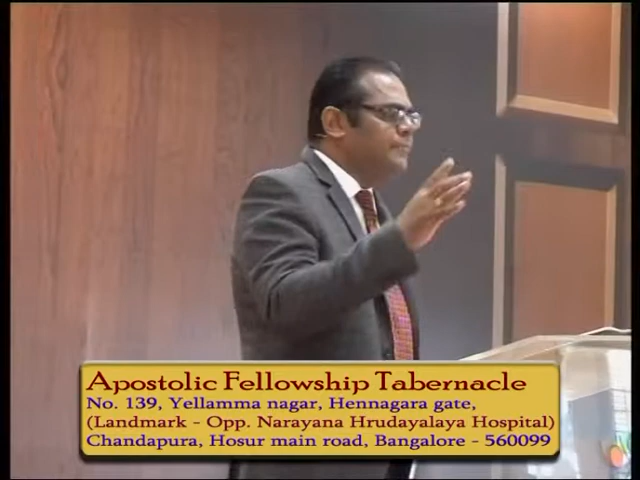 Apostolic Fellowship Tabernacle
No. 139, Yellamma nagar, Hennagara gate,
(Landmark - Opp. Narayana Hrudayalaya Hospital)
Chandapura, Hosur main road, Bangalore - 560099